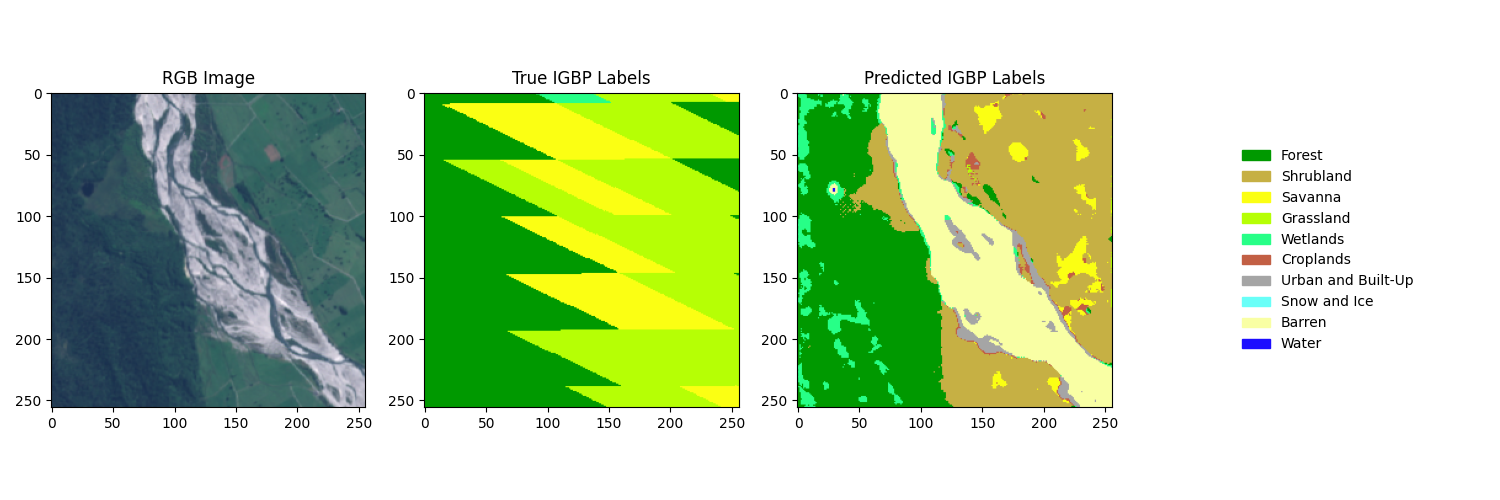 RGB Image
True IGBP Labels
Predicted IGBP Labels
0
50
100
150
200
250
0
50
100
150
200
250
0
50
100
150
200
250
0 50 100 150 200 250
0 50 100 150 200 250
0 50 100 150 200 250
Forest
Shrubland
Savanna
Grassland
Wetlands
Croplands
Urban and Built-Up
Snow and Ice
Barren
Water